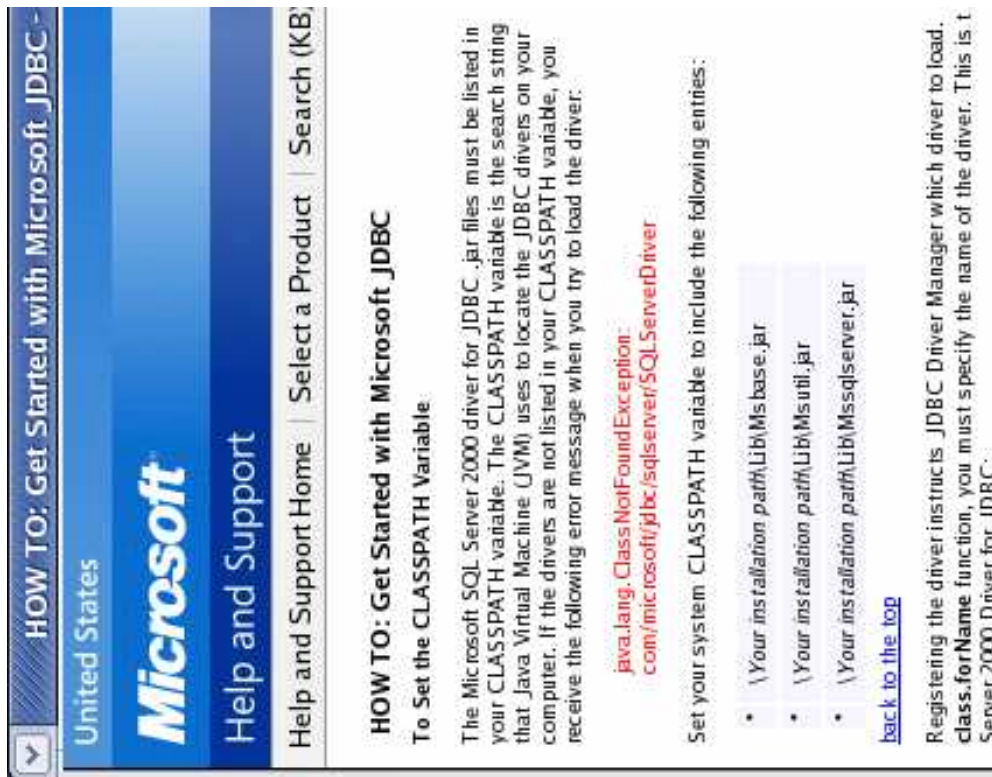 HOW TO: Get Started with Microsoft JDBC -
United States
Microsoft
Help and Support
Help and Support Home | Select a Product | Search (KB)
HOW TO: Get Started with Microsoft JDBC
To Set the CLASSPATH Variable
The Microsoft SQL Server 2000 driver for JDBC .jar files must be listed in
your CLASSPATH variable. The CLASSPATH variable is the search string
that Java Virtual Machine (JVM) uses to locate the JDBC drivers on your
computer. If the drivers are not listed in your CLASSPATH variable, you
receive the following error message when you try to load the driver:
java.lang.ClassNotFoundException:
com/microsoft/jdbc/sqlserver/SQLServerDriver
Set your system CLASSPATH variable to include the following entries:
• \Your installation path\Lib\Msbase.jar
• \Your installation path\Lib\Msutil.jar
• \Your installation path\Lib\Mssqlserver.jar
back to the top
Registering the driver instructs JDBC Driver Manager which driver to load.
class.forName function, you must specify the name of the driver. This is t
Server 2000 Driver for JDBC: